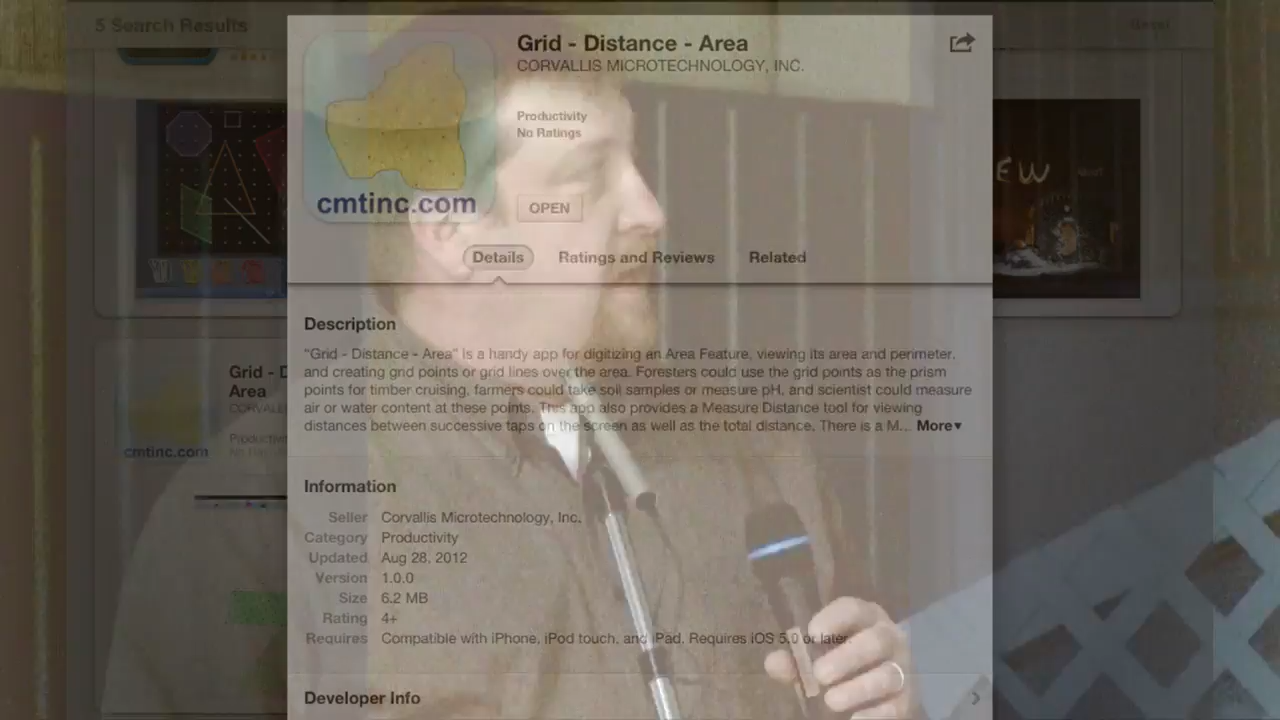 5 Search Results
Grid - Distance - Area
CORVALLIS MICROTECHNOLOGY, INC.
Productivity
No Ratings
cmtinc.com
OPEN
Details
Ratings and Reviews
Related
Description
“Grid - Distance - Area” is a handy app for digitizing an Area Feature, viewing its area and perimeter,
and creating grid points or grid lines over the area. Foresters could use the grid points as the prism
points for timber cruising, farmers could take soil samples or measure pH, and scientist could measure
air or water content at these points. This app also provides a Measure Distance tool for viewing
distances between successive taps on the screen as well as the total distance. There is a M... More▾
Information
Seller Corvallis Microtechnology, Inc.
Category Productivity
Updated Aug 28, 2012
Version 1.0.0
Size 6.2 MB
Rating 4+
Requires Compatible with iPhone, iPod touch, and iPad. Requires iOS 5.0 or later.
Developer Info
Grid - D
Area
cmtinc.com
EW